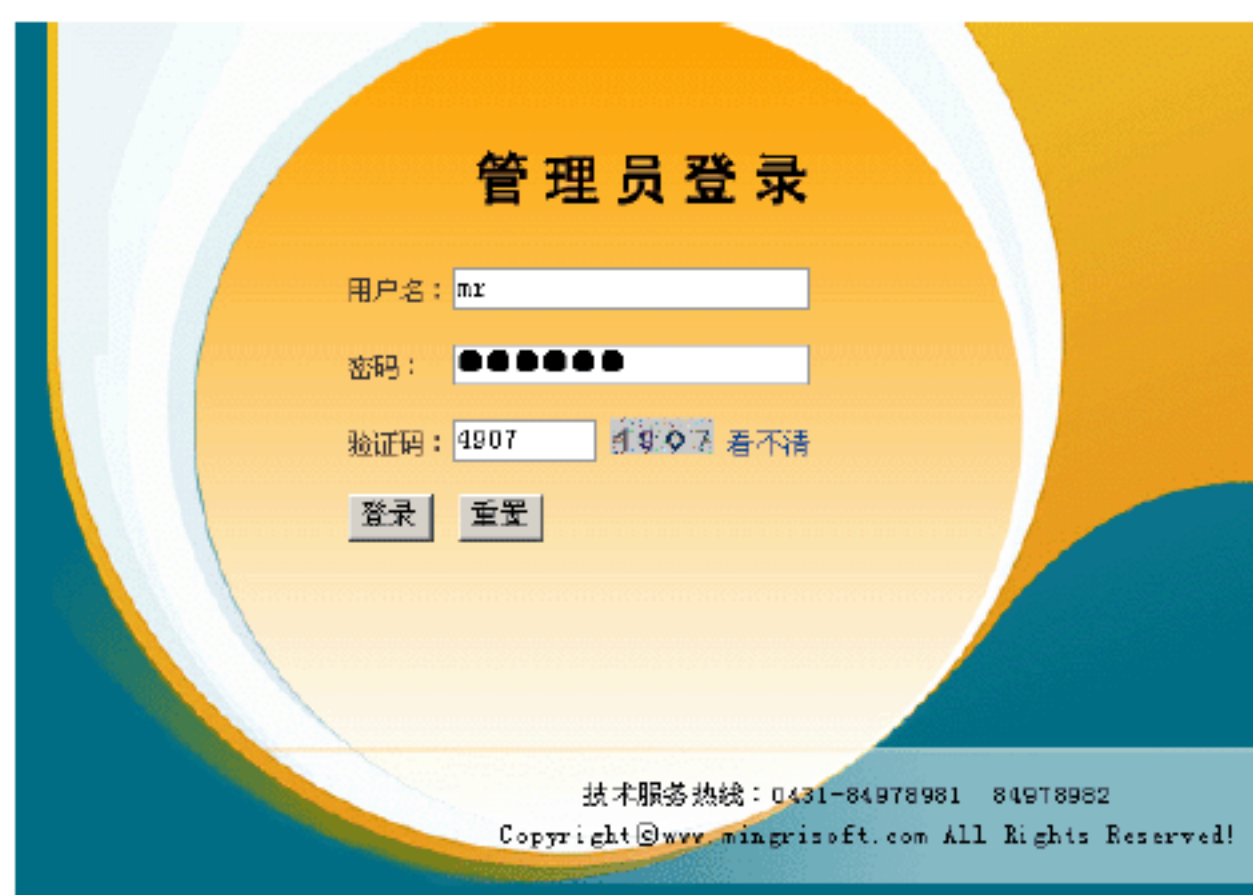 管理员登录
用户名：mr
密码：●●●●●●
验证码：4907 4907 看不清
登录 重置
技术服务热线：0431-84978981 84978982
Copyright©www.mingrisoft.com All Rights Reserved!